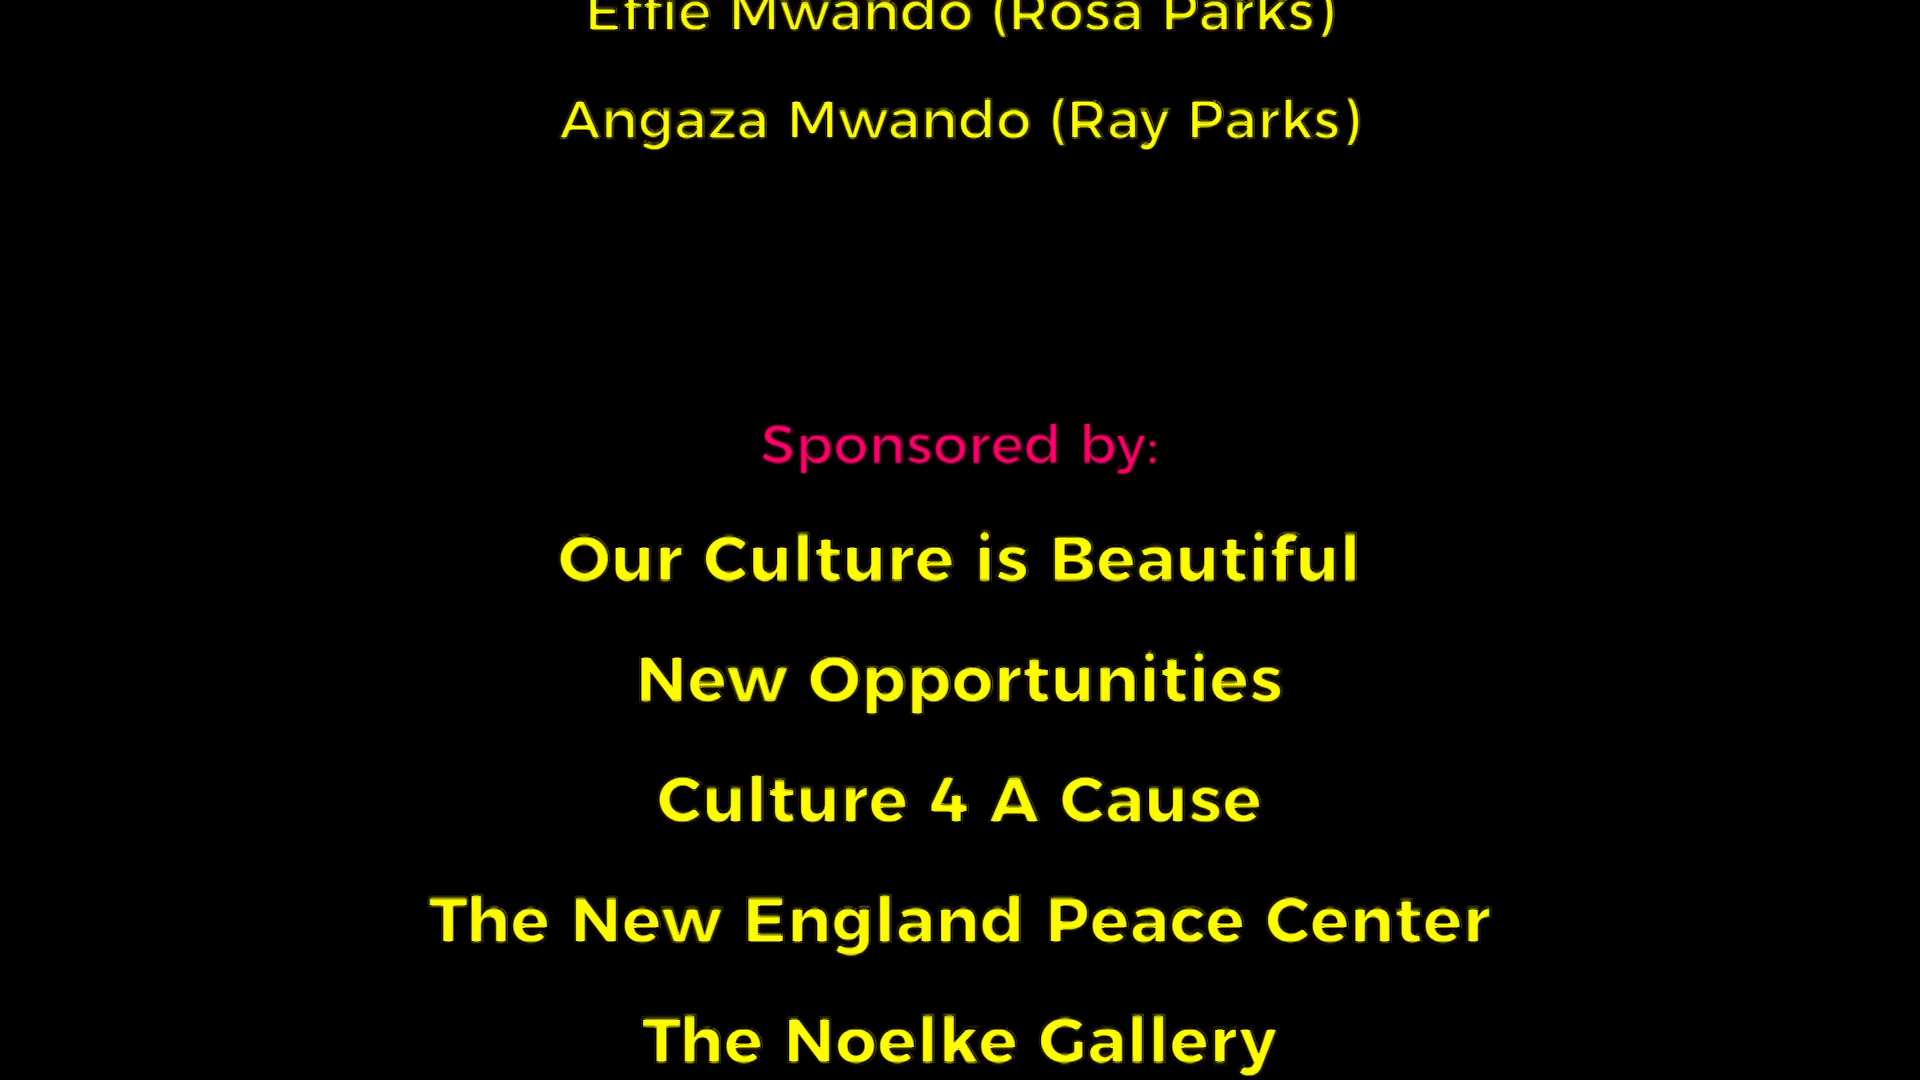 Effie Mwando (Rosa Parks)
Angaza Mwando (Ray Parks)
Sponsored by:
Our Culture is Beautiful
New Opportunities
Culture 4 A Cause
The New England Peace Center
The Noelke Gallery